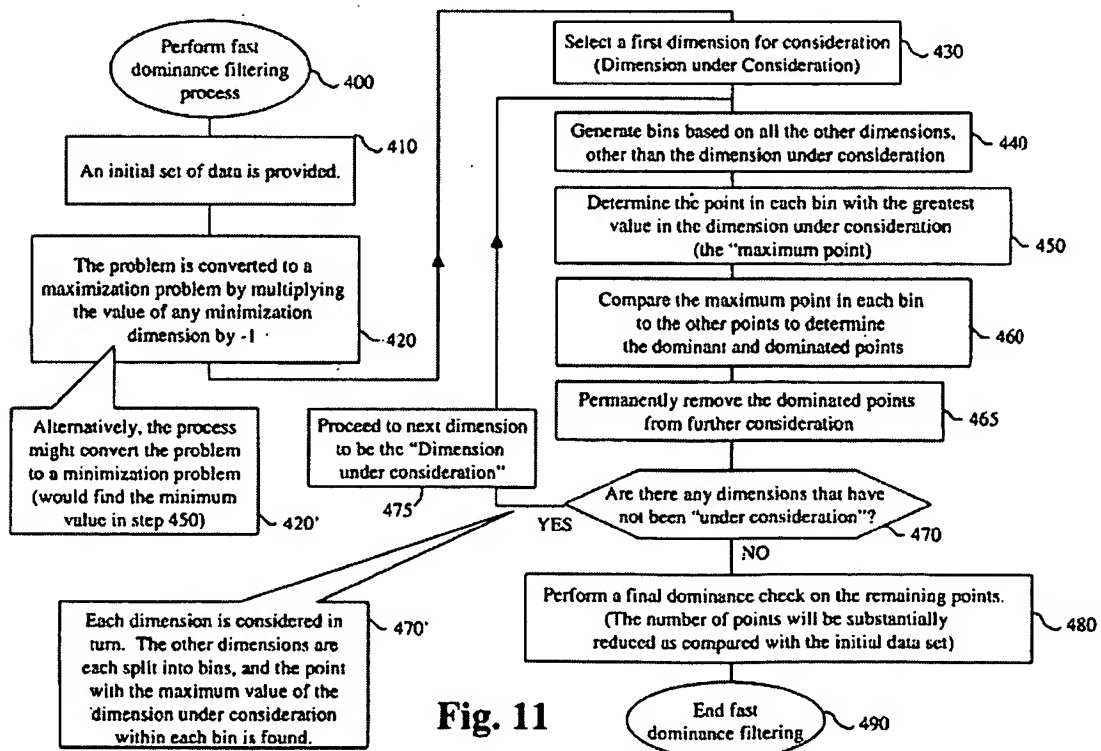 Perform fast
dominance filtering
process
400
410
An initial set of data is provided.
The problem is converted to a
maximization problem by multiplying
the value of any minimization
dimension by -1
420
Alternatively, the process
might convert the problem
to a minimization problem
(would find the minimum
value in step 450)
420'
Select a first dimension for consideration
(Dimension under Consideration)
430
Generate bins based on all the other dimensions,
other than the dimension under consideration
440
Determine the point in each bin with the greatest
value in the dimension under consideration
(the "maximum point)
450
Compare the maximum point in each bin
to the other points to determine
the dominant and dominated points
460
Permanently remove the dominated points
from further consideration
465
Proceed to next dimension
to be the "Dimension
under consideration"
475
Are there any dimensions that have
not been "under consideration"?
470
YES
NO
Each dimension is considered in
turn. The other dimensions are
each split into bins, and the point
with the maximum value of the
dimension under consideration
within each bin is found.
470'
Perform a final dominance check on the remaining points.
(The number of points will be substantially
reduced as compared with the initial data set)
480
End fast
dominance filtering
490
Fig. 11